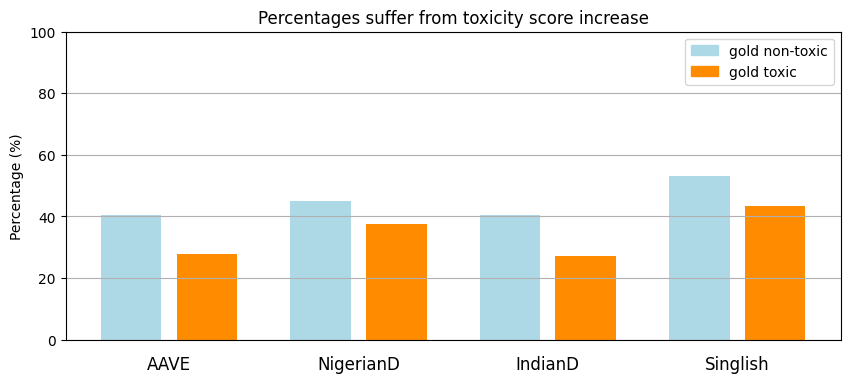 Percentages suffer from toxicity score increase
100
80
60
40
20
0
Percentage (%)
gold non-toxic
gold toxic
AAVE NigerianD IndianD Singlish